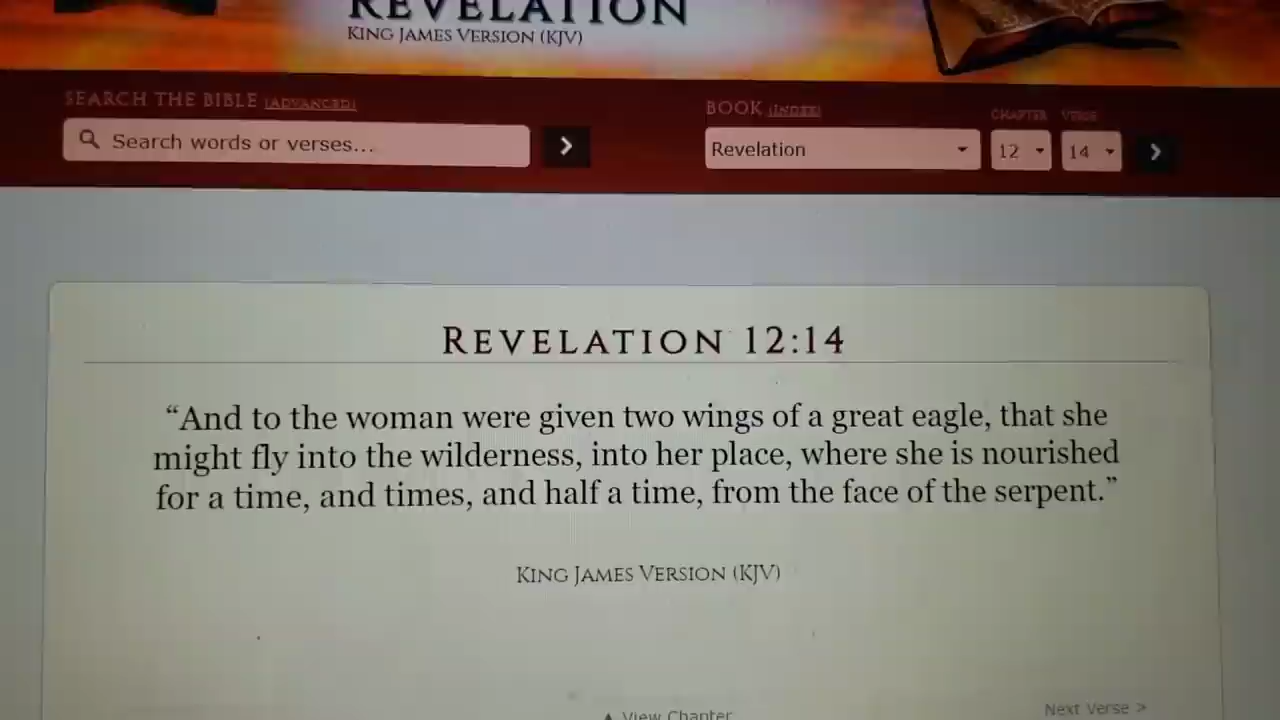 REVELATION
KING JAMES VERSION (KJV)
SEARCH THE BIBLE (ADVANCED)
Search words or verses...
BOOK (INDEX)
CHAPTER VERSE
Revelation 12 14
REVELATION 12:14
“And to the woman were given two wings of a great eagle, that she
might fly into the wilderness, into her place, where she is nourished
for a time, and times, and half a time, from the face of the serpent.”
KING JAMES VERSION (KJV)
▲ View Chapter
Next Verse >